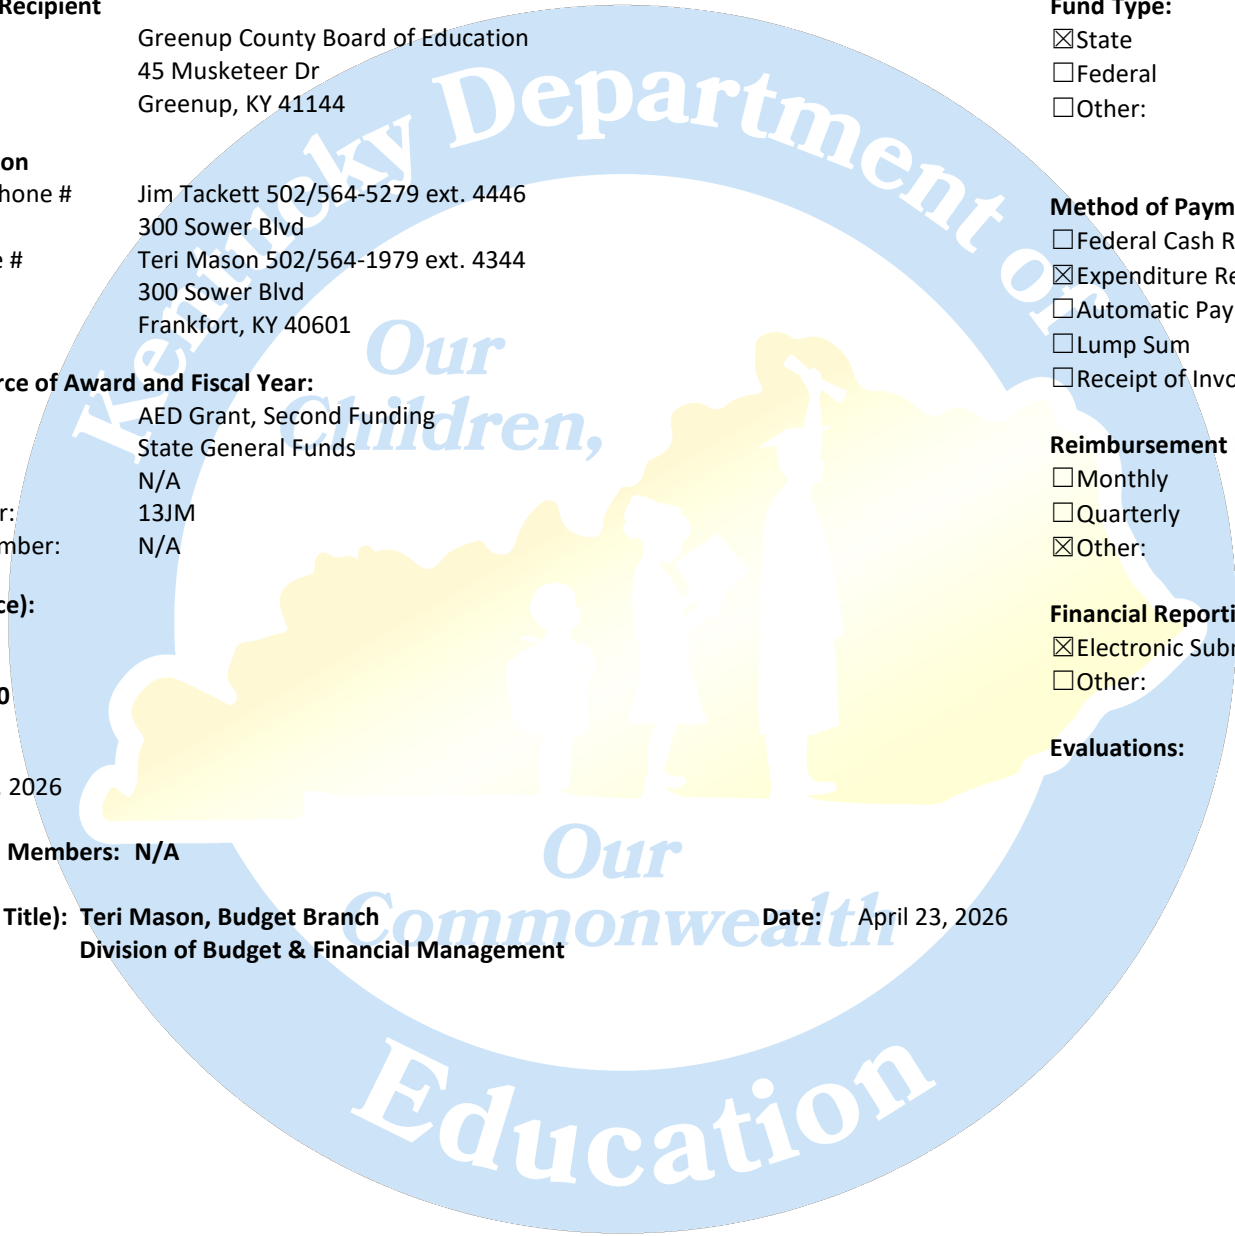 Recipient
Greenup County Board of Education
45 Musketeer Dr
Greenup, KY 41144
on
hone # Jim Tackett 502/564-5279 ext. 4446
300 Sower Blvd
e # Teri Mason 502/564-1979 ext. 4344
300 Sower Blvd
Frankfort, KY 40601
rce of Award and Fiscal Year:
AED Grant, Second Funding
State General Funds
N/A
r: 13JM
mber: N/A
ce):
0
, 2026
Members: N/A
Title): Teri Mason, Budget Branch Date: April 23, 2026
Division of Budget & Financial Management
Fund Type:
☒State
☐Federal
☐Other:
Method of Paym
☐Federal Cash R
☒Expenditure Re
☐Automatic Pay
☐Lump Sum
☐Receipt of Invo
Reimbursement
☐Monthly
☐Quarterly
☒Other:
Financial Reporti
☒Electronic Subr
☐Other:
Evaluations:
Kentucky Department of
Education
Our
Children,
Our
Commonwealth